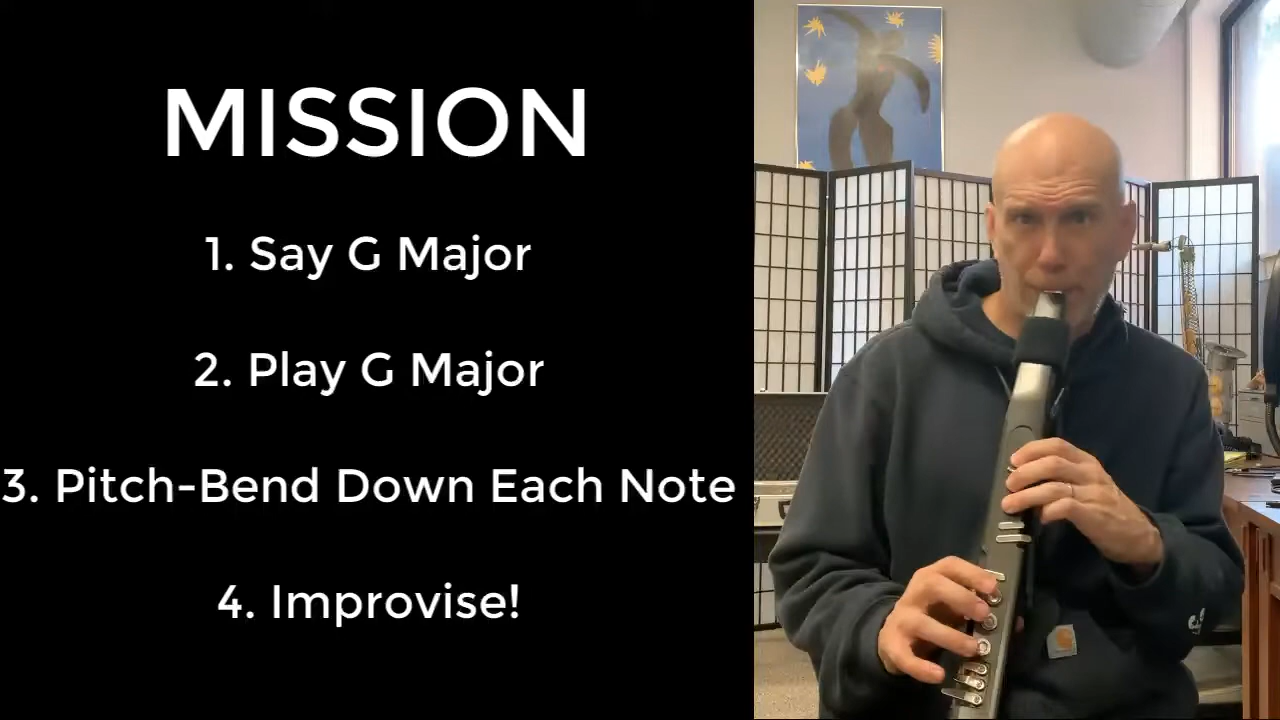 MISSION
1. Say G Major
2. Play G Major
3. Pitch-Bend Down Each Note
4. Improvise!